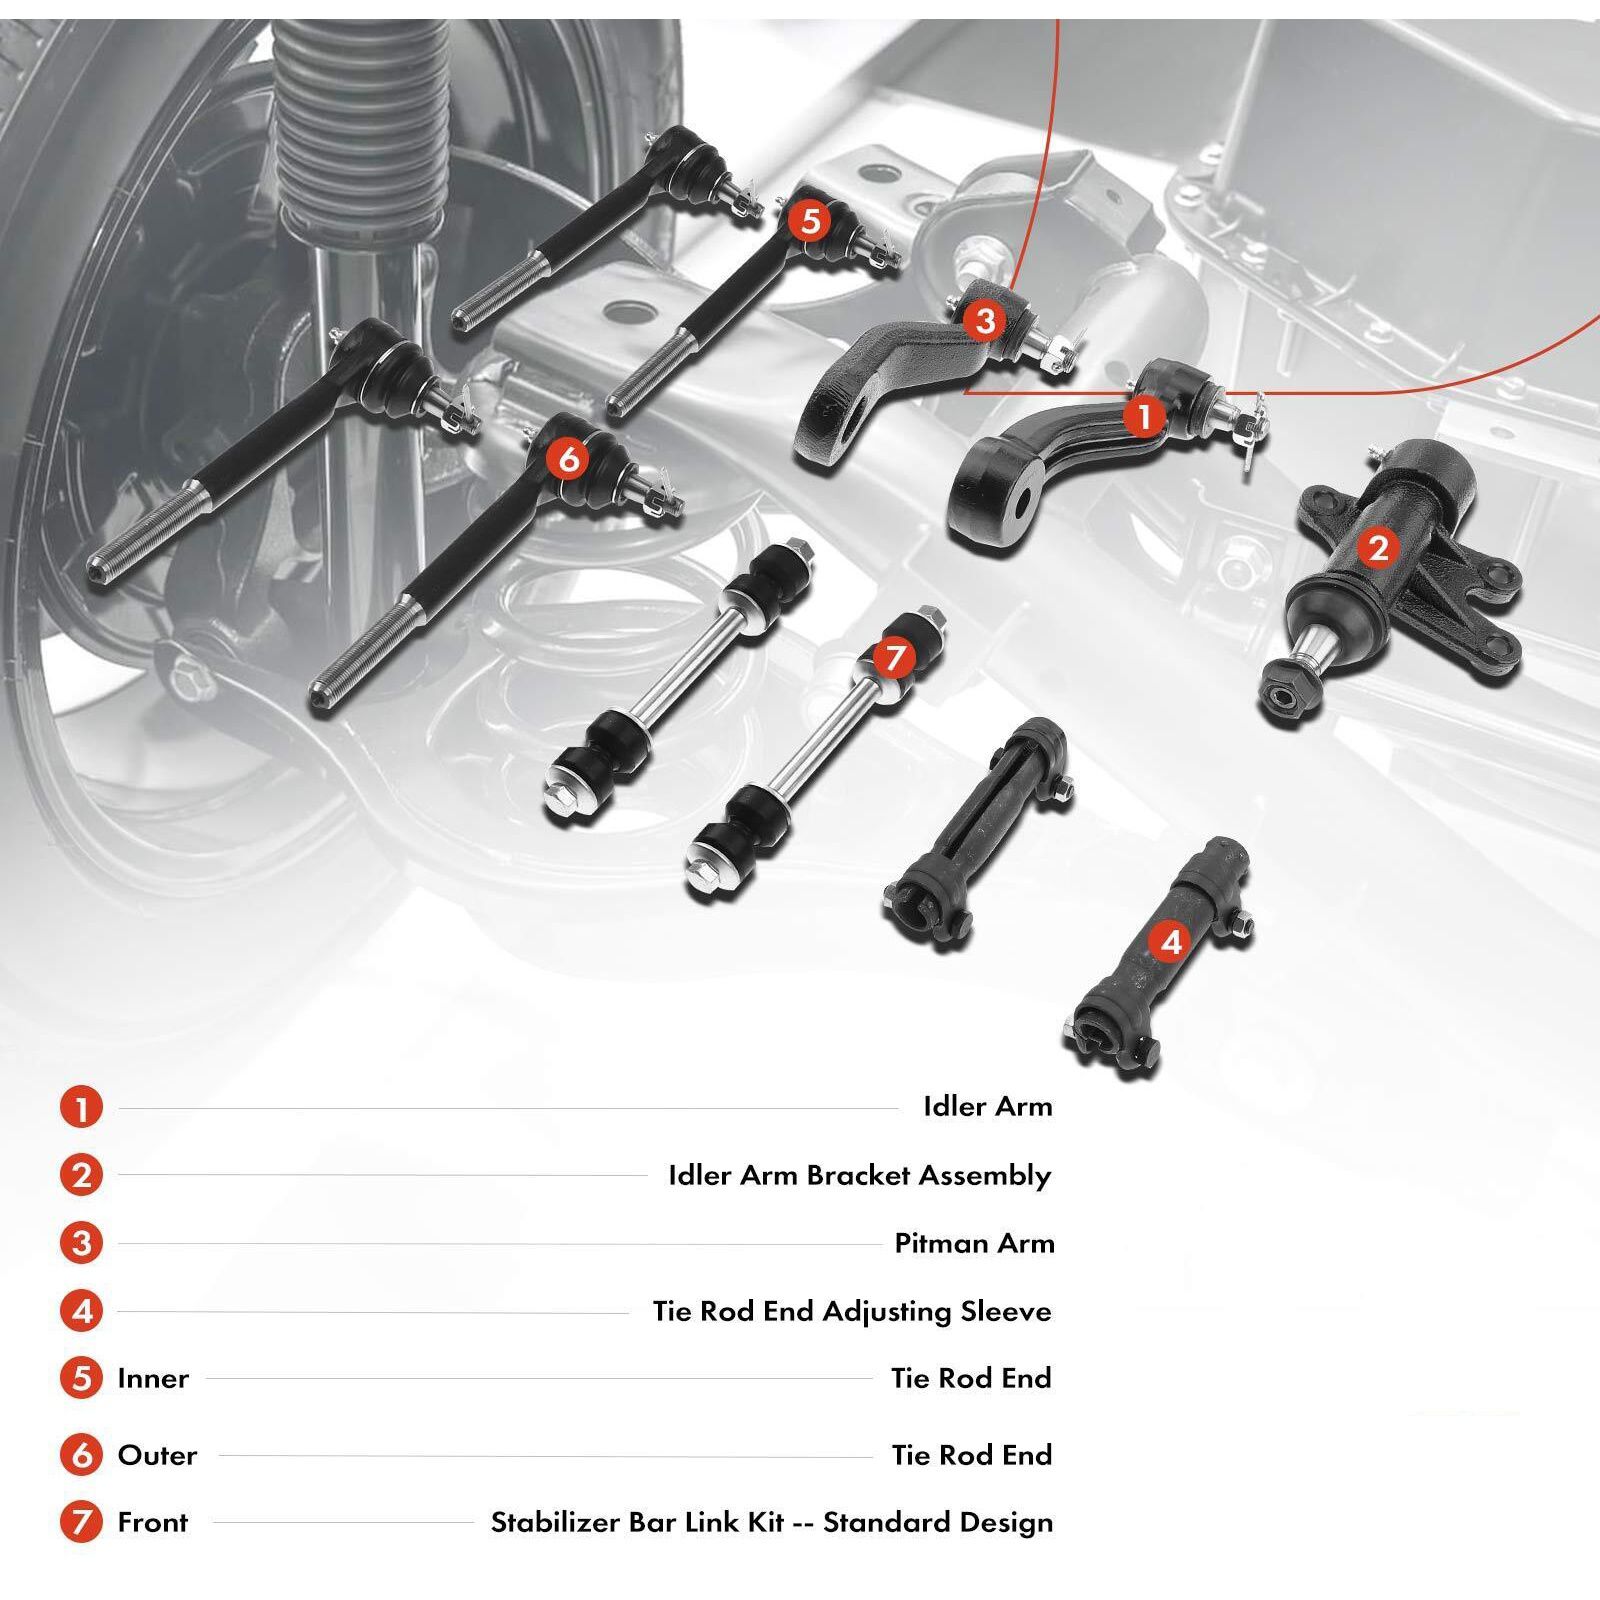 5
3
1
6
2
7
4
1 Idler Arm
2 Idler Arm Bracket Assembly
3 Pitman Arm
4 Tie Rod End Adjusting Sleeve
5 Inner Tie Rod End
6 Outer Tie Rod End
7 Front Stabilizer Bar Link Kit -- Standard Design